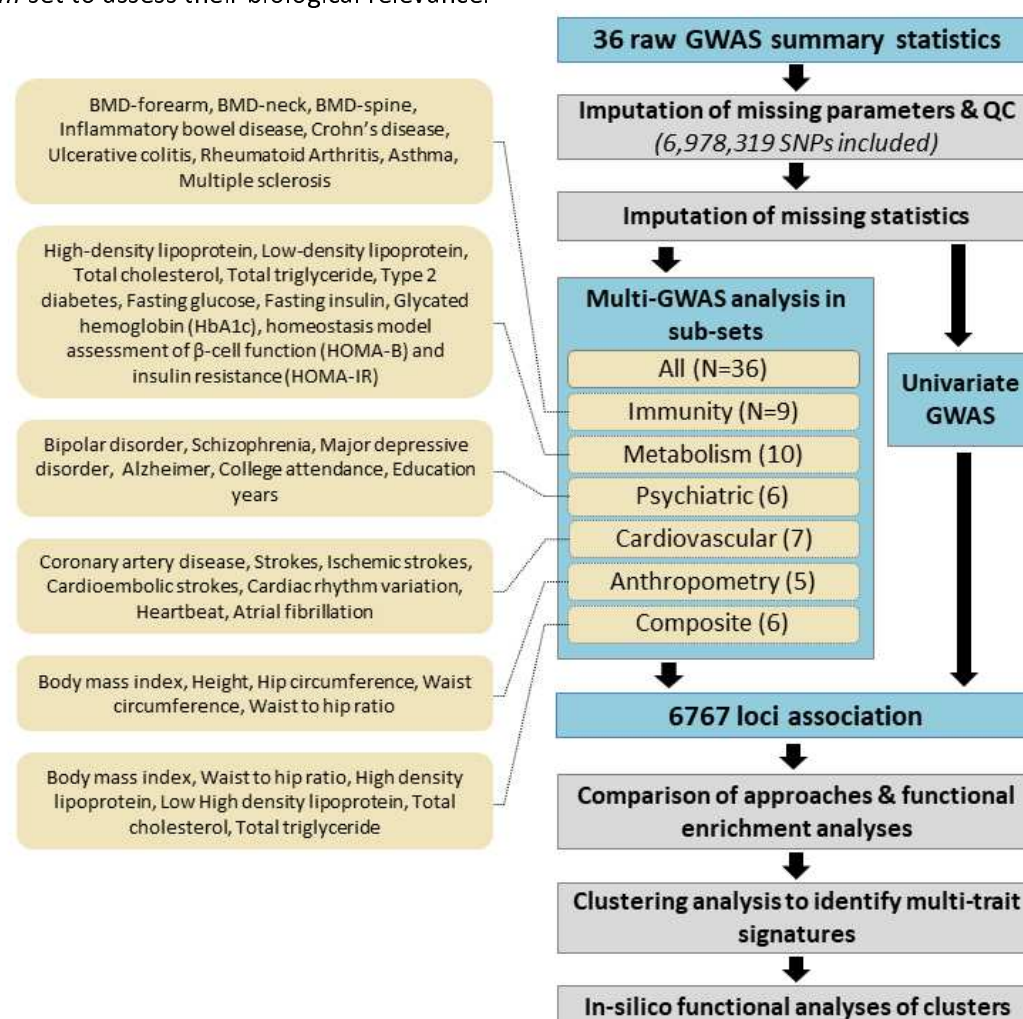 set to assess their biological relevance.
36 raw GWAS summary statistics
Imputation of missing parameters & QC
(6,978,319 SNPs included)
Imputation of missing statistics
BMD-forearm, BMD-neck, BMD-spine,
Inflammatory bowel disease, Crohn's disease,
Ulcerative colitis, Rheumatoid Arthritis, Asthma,
Multiple sclerosis
High-density lipoprotein, Low-density lipoprotein,
Total cholesterol, Total triglyceride, Type 2
diabetes, Fasting glucose, Fasting insulin, Glycated
hemoglobin (HbA1c), homeostasis model
assessment of β-cell function (HOMA-B) and
insulin resistance (HOMA-IR)
Bipolar disorder, Schizophrenia, Major depressive
disorder, Alzheimer, College attendance, Education
years
Coronary artery disease, Strokes, Ischemic strokes,
Cardioembolic strokes, Cardiac rhythm variation,
Heartbeat, Atrial fibrillation
Body mass index, Height, Hip circumference, Waist
circumference, Waist to hip ratio
Body mass index, Waist to hip ratio, High density
lipoprotein, Low High density lipoprotein, Total
cholesterol, Total triglyceride
Multi-GWAS analysis in
sub-sets
All (N=36)
Immunity (N=9)
Metabolism (10)
Psychiatric (6)
Cardiovascular (7)
Anthropometry (5)
Composite (6)
Univariate
GWAS
6767 loci association
Comparison of approaches & functional
enrichment analyses
Clustering analysis to identify multi-trait
signatures
In-silico functional analyses of clusters